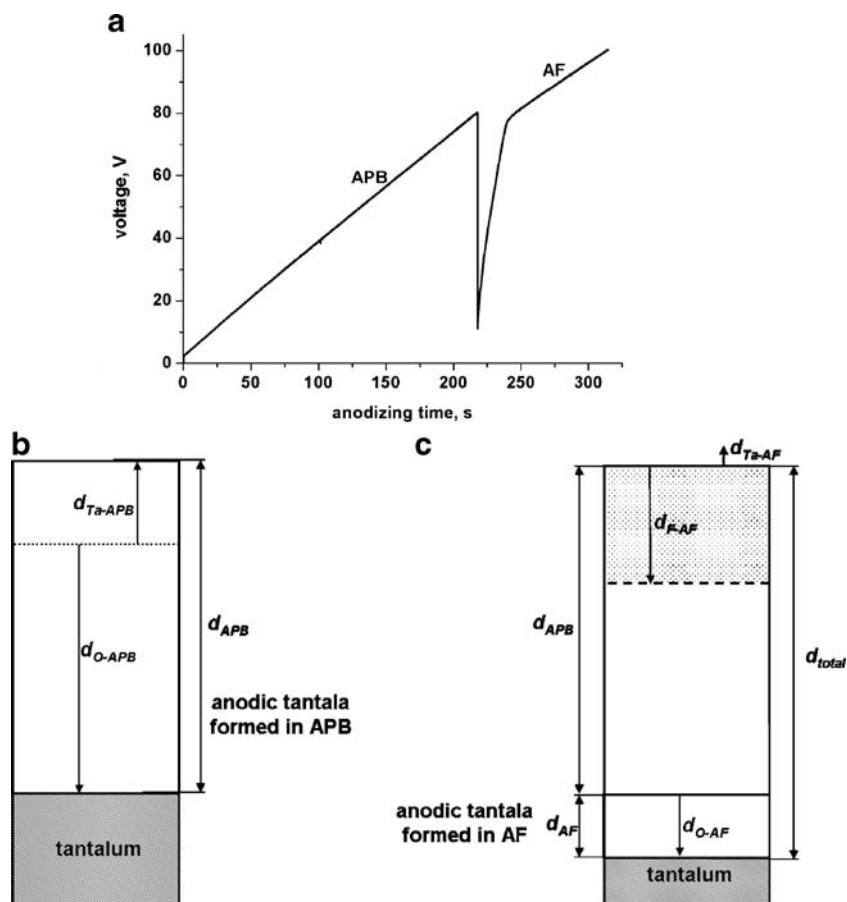 a
100
80
60
40
20
0
voltage, V
APB
AF
0 50 100 150 200 250 300
anodizing time, s
b
d_Ta-APB
d_O-APB
d_APB
anodic tantala
formed in APB
tantalum
c
d_Ta-AF
d_F-AF
d_APB
d_total
anodic tantala
formed in AF
d_AF
d_O-AF
tantalum